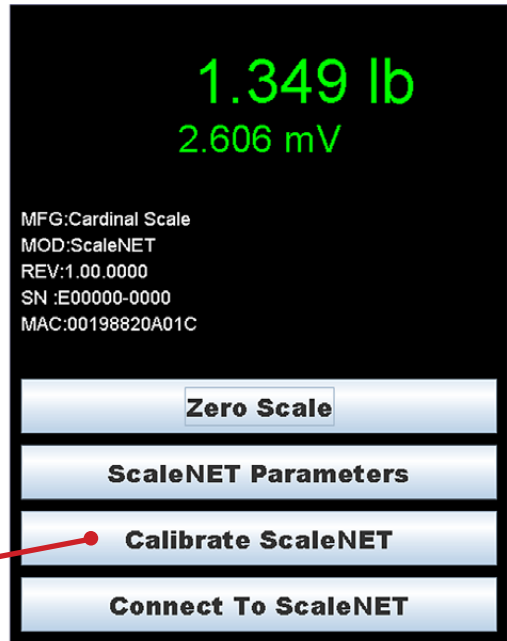 1.349 lb
2.606 mV
MFG:Cardinal Scale
MOD:ScaleNET
REV:1.00.0000
SN :E00000-0000
MAC:00198820A01C
Zero Scale
ScaleNET Parameters
Calibrate ScaleNET
Connect To ScaleNET